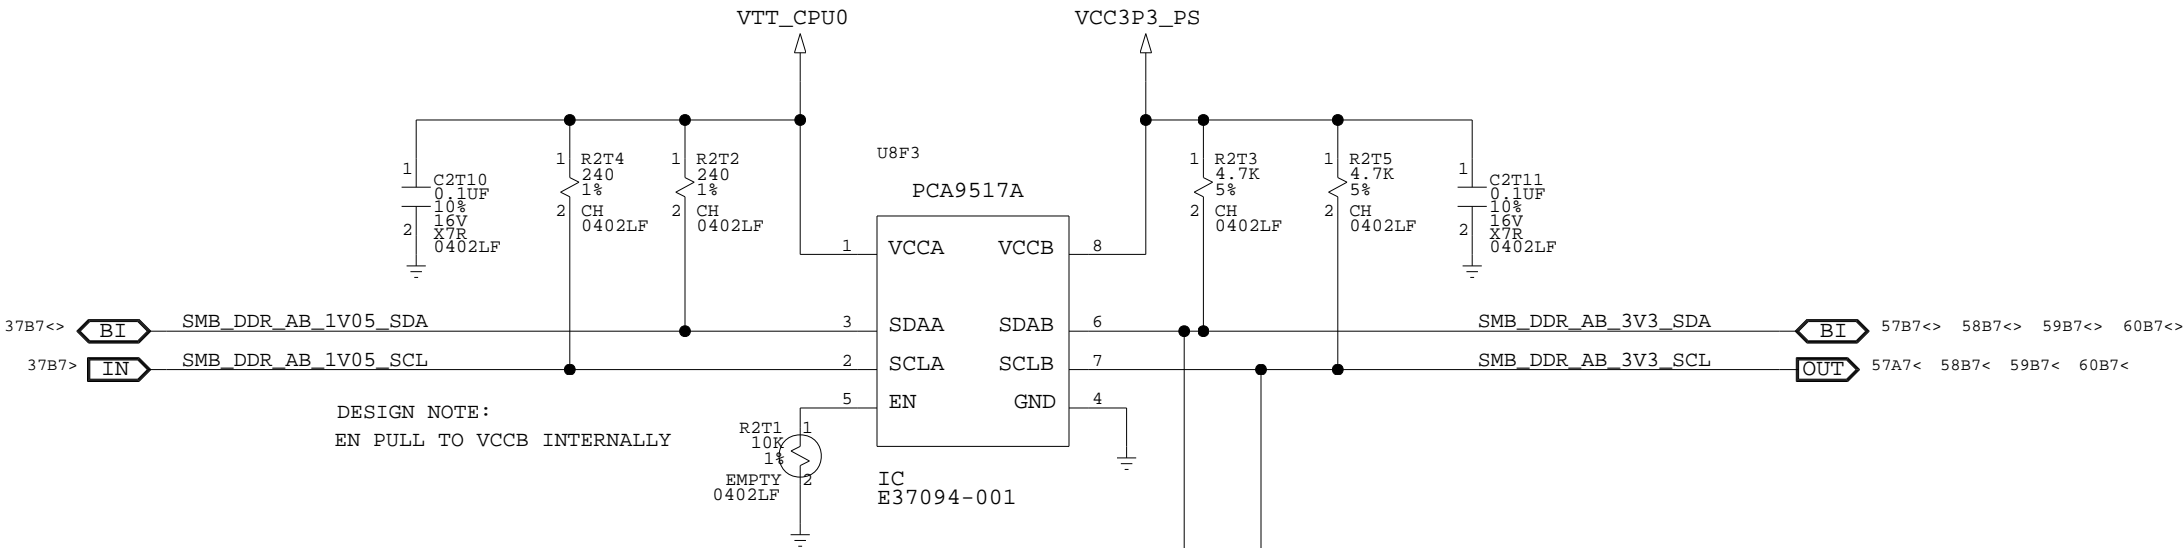 VTT_CPU0
VCC3P3_PS
1
C2T10
0.1UF
10%
16V
X7R
0402LF
2
1 R2T4
240
1%
2 CH
0402LF
1 R2T2
240
1%
2 CH
0402LF
U8F3
PCA9517A
1 R2T3
4.7K
5%
2 CH
0402LF
1 R2T5
4.7K
5%
2 CH
0402LF
1
C2T11
0.1UF
10%
16V
X7R
0402LF
2
1 VCCA VCCB 8
37B7<> BI SMB_DDR_AB_1V05_SDA 3 SDAA SDAB 6 SMB_DDR_AB_3V3_SDA BI 57B7<> 58B7<> 59B7<> 60B7<>
37B7> IN SMB_DDR_AB_1V05_SCL 2 SCLA SCLB 7 SMB_DDR_AB_3V3_SCL OUT 57A7< 58B7< 59B7< 60B7<
5 EN GND 4
DESIGN NOTE:
EN PULL TO VCCB INTERNALLY
R2T1 1
10K
1%
EMPTY 2
0402LF
IC
E37094-001